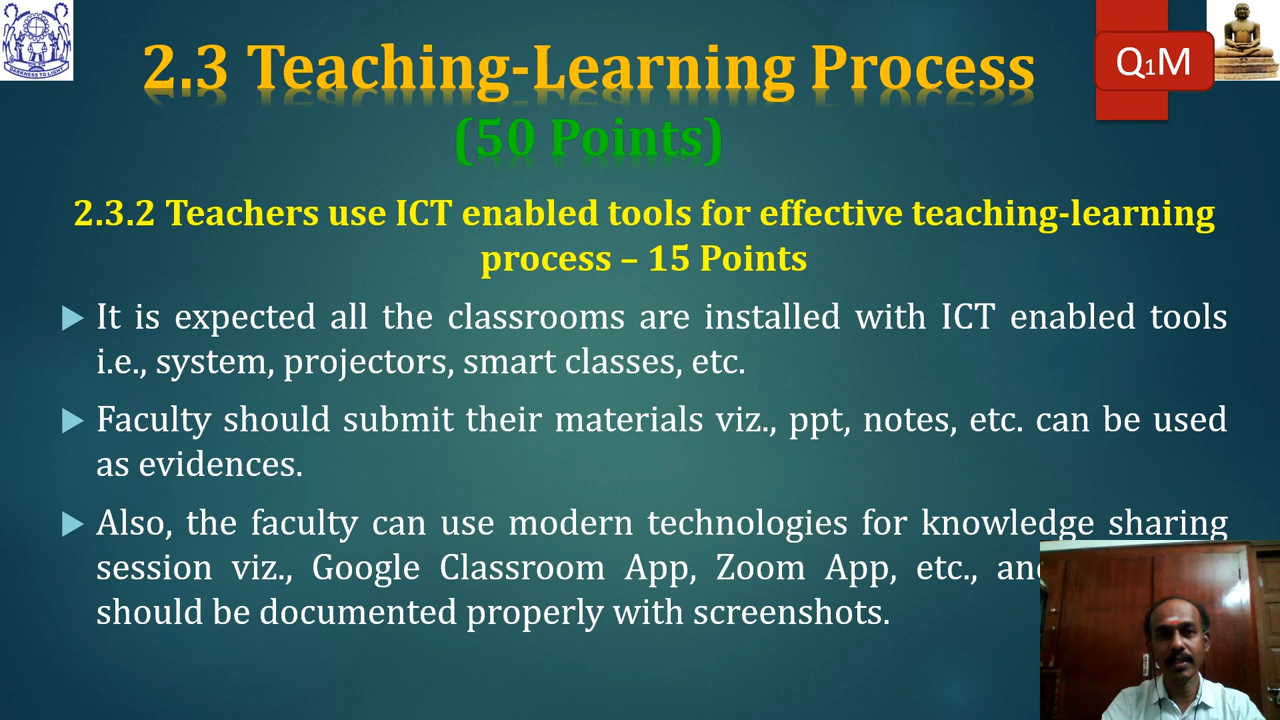 2.3 Teaching-Learning Process
Q1M
(50 Points)
2.3.2 Teachers use ICT enabled tools for effective teaching-learning
process – 15 Points
It is expected all the classrooms are installed with ICT enabled tools
i.e., system, projectors, smart classes, etc.
Faculty should submit their materials viz., ppt, notes, etc. can be used
as evidences.
Also, the faculty can use modern technologies for knowledge sharing
session viz., Google Classroom App, Zoom App, etc.,
should be documented properly with screenshots.